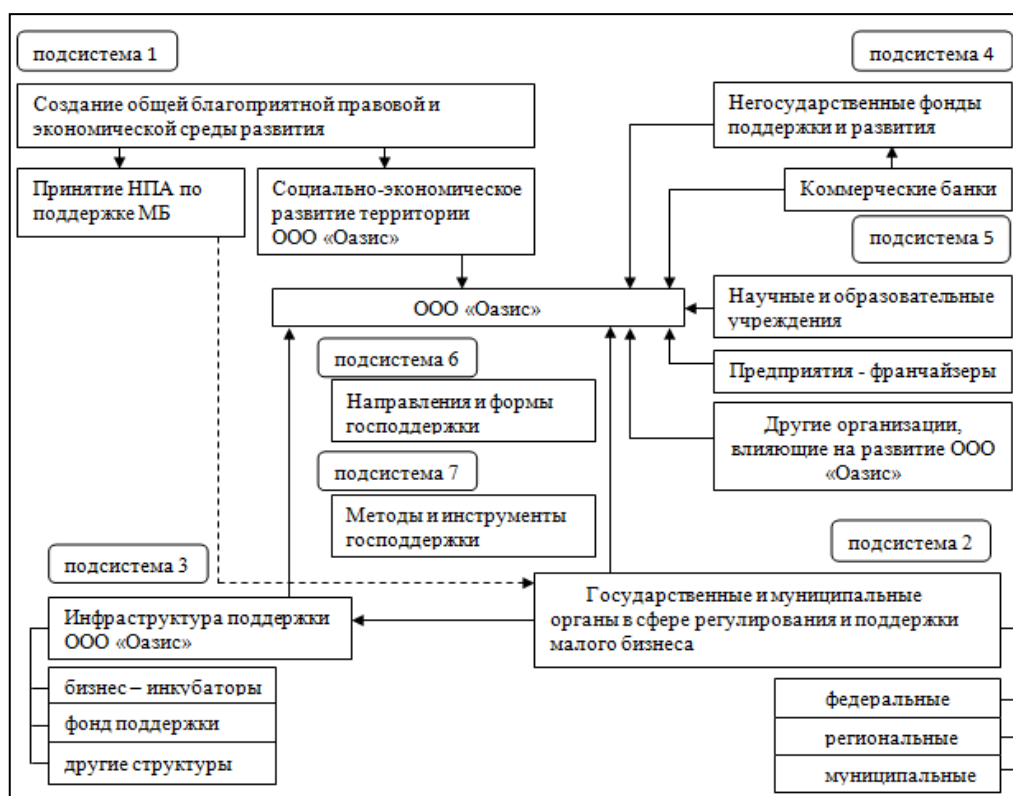 подсистема 1
Создание общей благоприятной правовой и
экономической среды развития
Принятие НПА по
поддержке МБ
Социально-экономическое
развитие территории
ООО «Оазис»
подсистема 4
Негосударственные фонды
поддержки и развития
Коммерческие банки
подсистема 5
ООО «Оазис»
Научные и образовательные
учреждения
Предприятия - франчайзеры
Другие организации,
влияющие на развитие ООО
«Оазис»
подсистема 6
Направления и формы
господдержки
подсистема 7
Методы и инструменты
господдержки
подсистема 3
Инфраструктура поддержки
ООО «Оазис»
бизнес – инкубаторы
фонд поддержки
другие структуры
подсистема 2
Государственные и муниципальные
органы в сфере регулирования и поддержки
малого бизнеса
федеральные
региональные
муниципальные